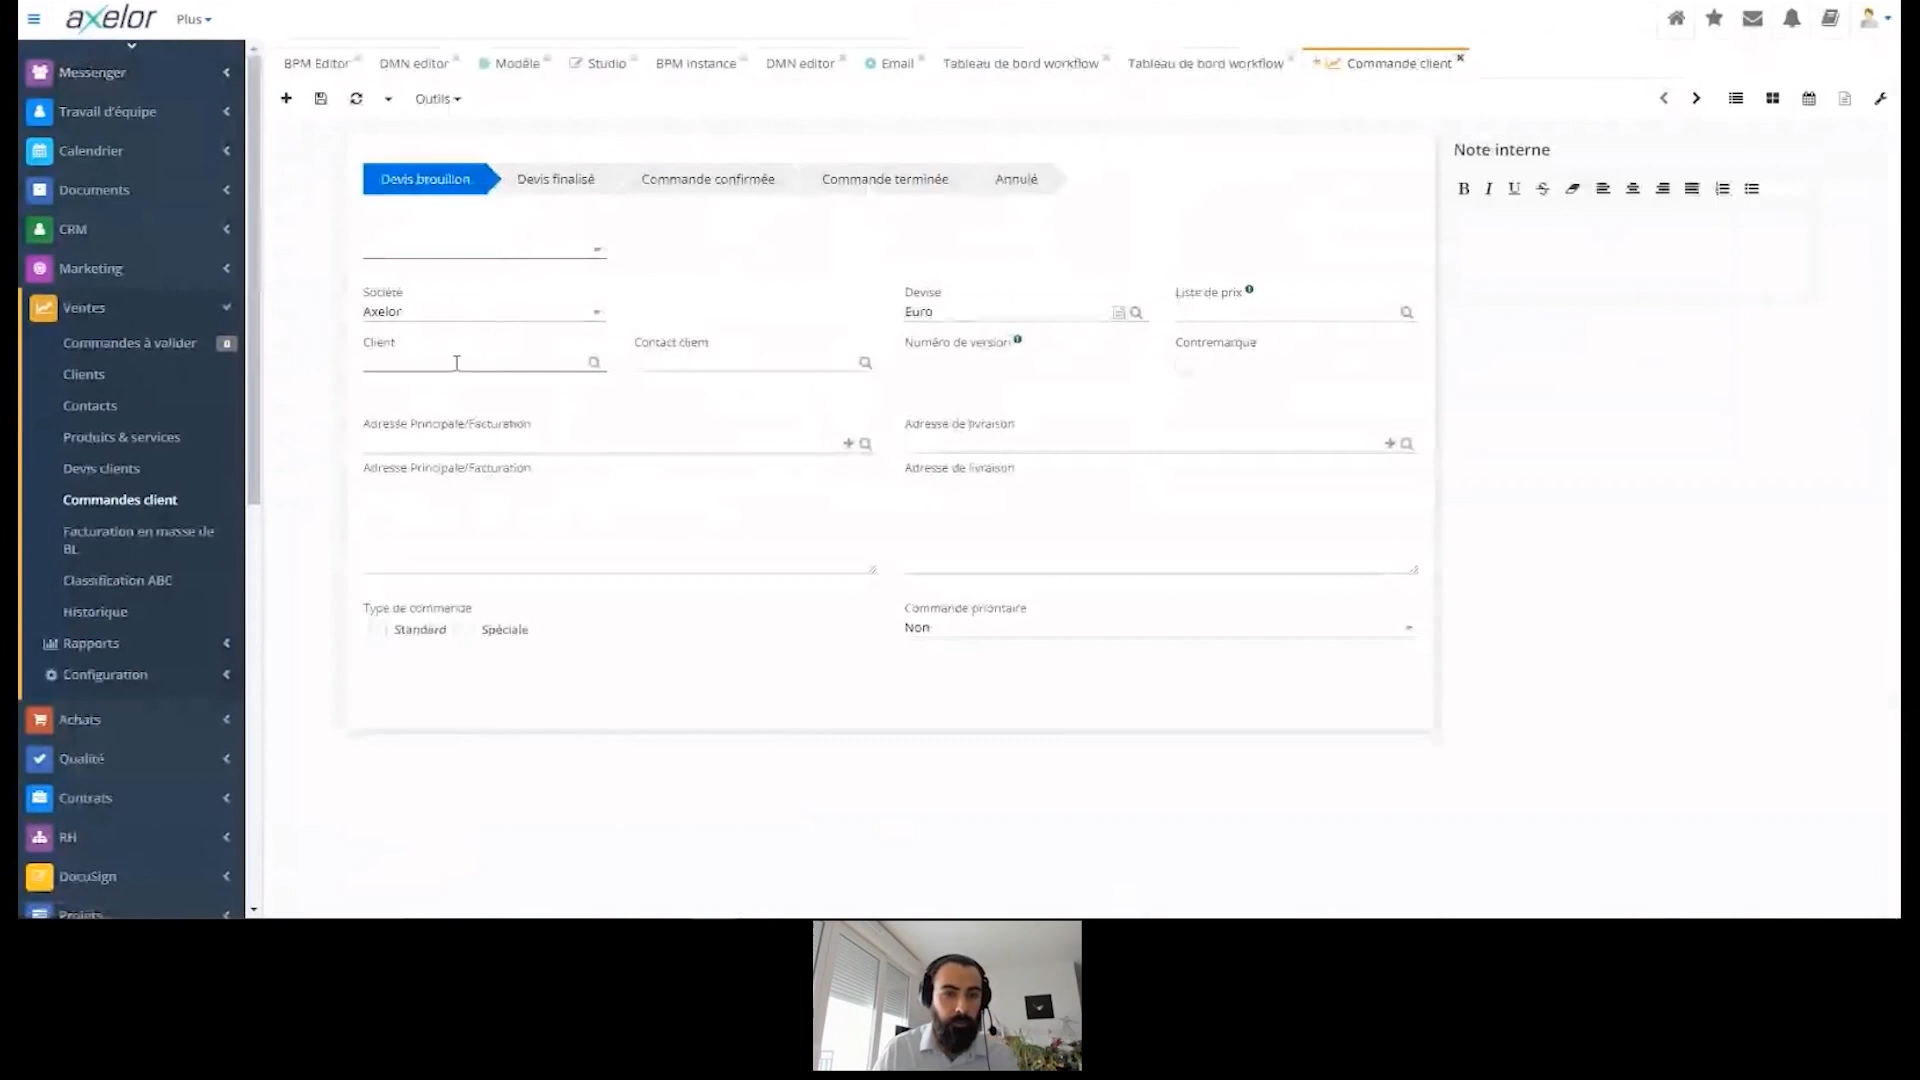 axelor Plus
Messenger
Travail d'équipe
Calendrier
Documents
CRM
Marketing
Ventes
Commandes à valider 0
Clients
Contacts
Produits & services
Devis clients
Commandes client
Facturation en masse de
BL
Classification ABC
Historique
Rapports
Configuration
Achats
Qualité
Contrats
RH
DocuSign
Projets
BPM Editor DMN editor Modèle Studio BPM instance DMN editor Email Tableau de bord workflow Tableau de bord workflow Commande client
Outils
Devis brouillon Devis finalisé Commande confirmée Commande terminée Annulé
Société Devise Liste de prix
Axelor Euro
Client Contact client Numéro de version Contremarque
Adresse Principale/Facturation Adresse de livraison
Adresse Principale/Facturation Adresse de livraison
Type de commende Commande prioritaire
Standard Spéciale Non
Note interne
B I U S